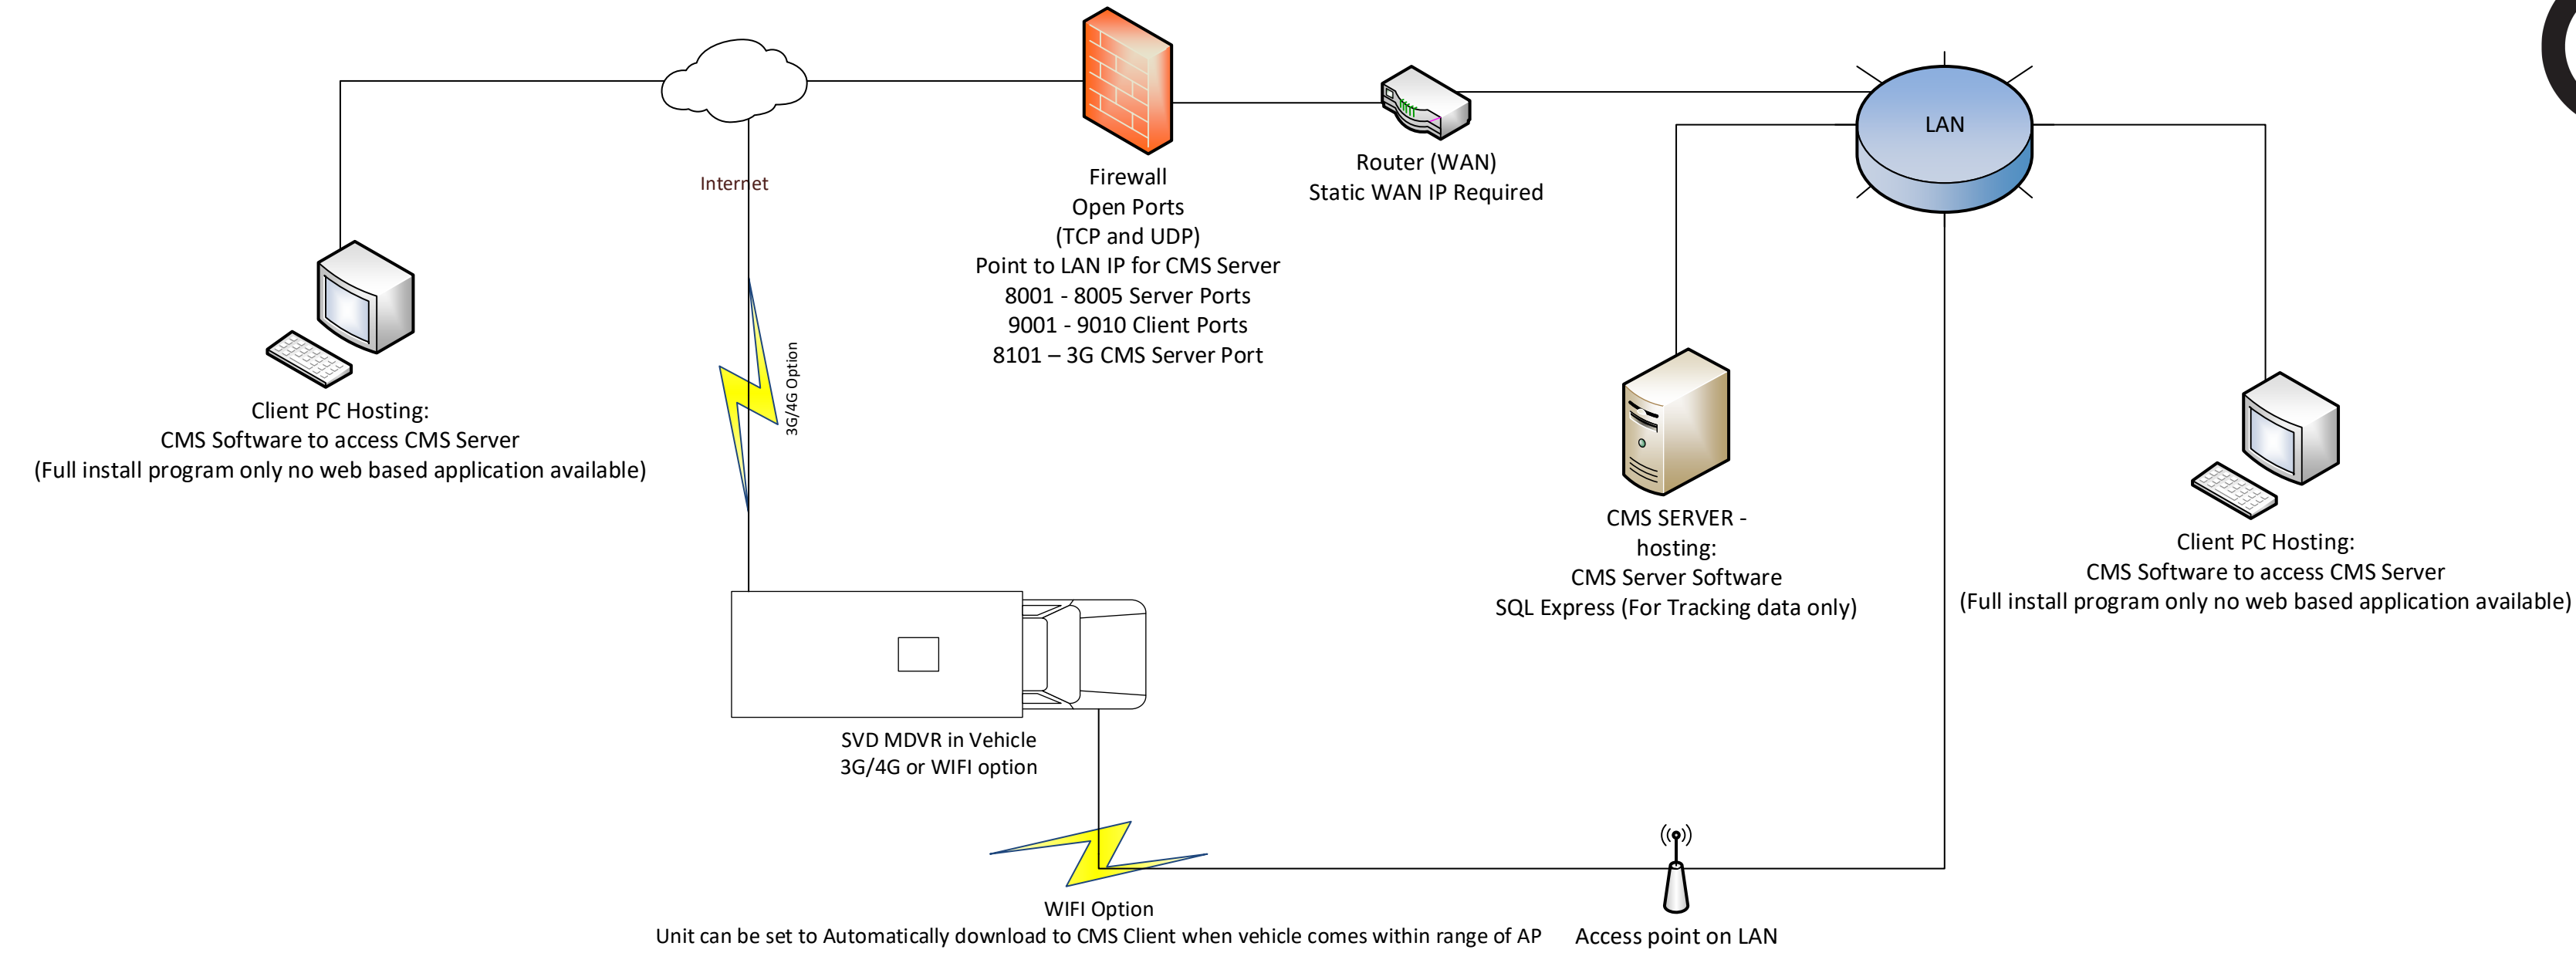 LAN
Internet
Firewall
Open Ports
(TCP and UDP)
Point to LAN IP for CMS Server
8001 - 8005 Server Ports
9001 - 9010 Client Ports
8101 – 3G CMS Server Port
Router (WAN)
Static WAN IP Required
Client PC Hosting:
CMS Software to access CMS Server
(Full install program only no web based application available)
3G/4G Option
CMS SERVER -
hosting:
CMS Server Software
SQL Express (For Tracking data only)
Client PC Hosting:
CMS Software to access CMS Server
(Full install program only no web based application available)
SVD MDVR in Vehicle
3G/4G or WIFI option
WIFI Option
Unit can be set to Automatically download to CMS Client when vehicle comes within range of AP
Access point on LAN